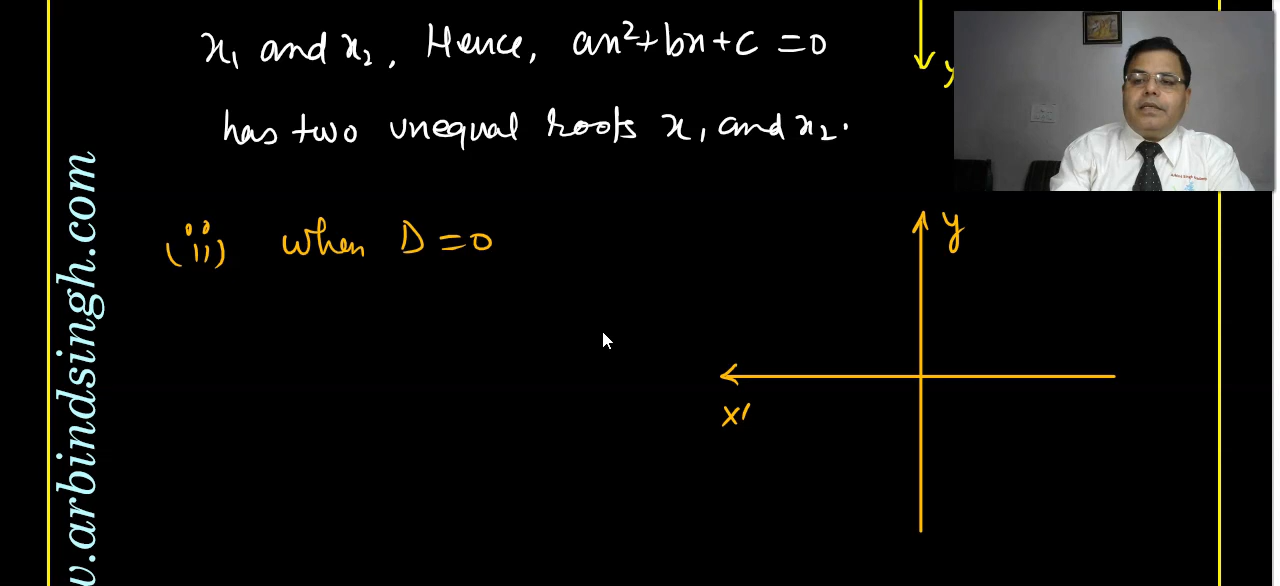 x₁ and x₂. Hence, ax²+bx+c =0
y
has two unequal roots x₁ and x₂.
(ii) when D=0
y
x'
w.arbindsingh.com